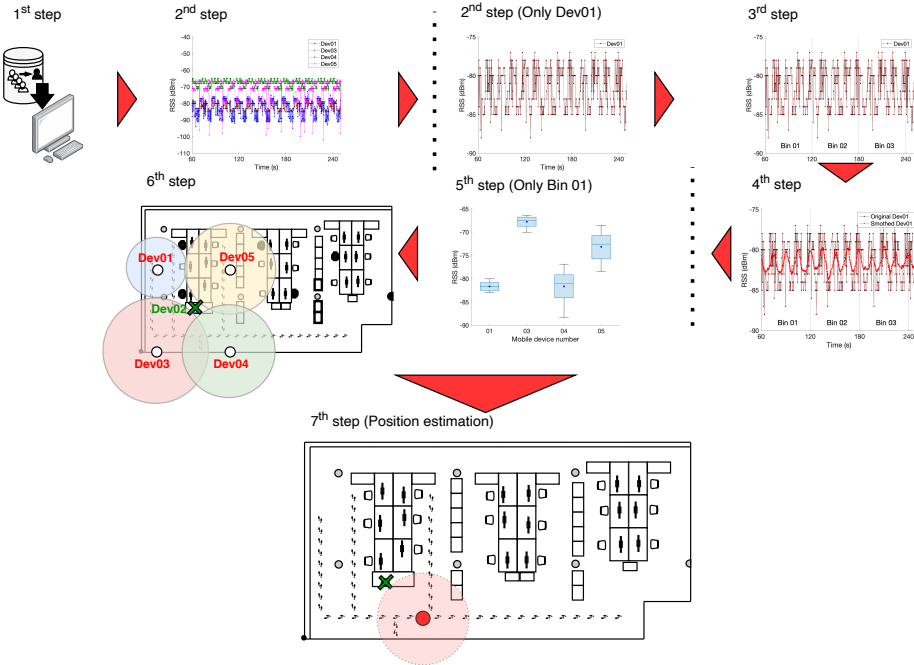 1st step
2nd step
2nd step (Only Dev01)
3rd step
-40
-50
-60
-70
-80
-90
-100
-110
RSS (dBm)
60 120 180 240
Time (s)
Dev01
Dev03
Dev04
Dev05
-75
-80
-85
-90
RSS (dBm)
60 120 180 240
Time (s)
Dev01
-75
-80
-85
-90
RSS (dBm)
Bin 01 Bin 02 Bin 03
60 120 180 240
Time (s)
Dev01
6th step
5th step (Only Bin 01)
4th step
Dev01
Dev05
Dev02
Dev03
Dev04
-65
-70
-75
-80
-85
-90
RSS (dBm)
01 03 04 05
Mobile device number
-75
-80
-85
-90
RSS (dBm)
Original Dev01
Smothed Dev01
Bin 01 Bin 02 Bin 03
60 120 180 240
Time (s)
7th step (Position estimation)